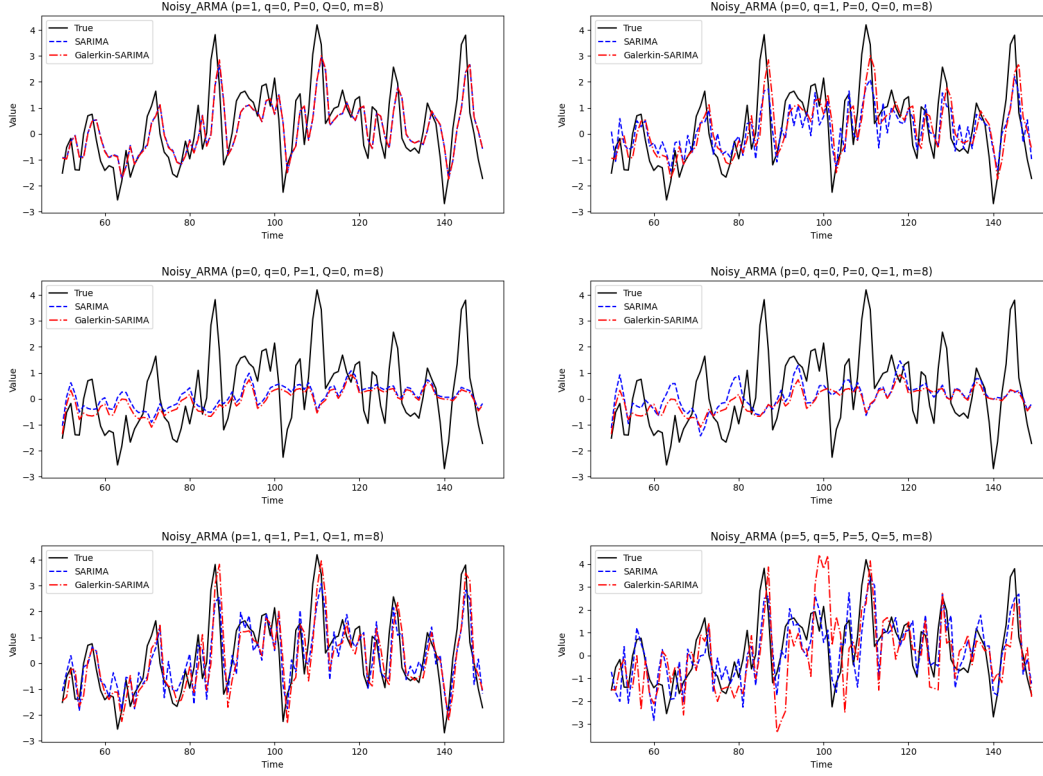 Noisy_ARMA (p=1, q=0, P=0, Q=0, m=8)
True
SARIMA
Galerkin-SARIMA
4
3
2
1
0
−1
−2
−3
Value
60 80 100 120 140
Time
Noisy_ARMA (p=0, q=1, P=0, Q=0, m=8)
True
SARIMA
Galerkin-SARIMA
4
3
2
1
0
−1
−2
−3
Value
60 80 100 120 140
Time
Noisy_ARMA (p=0, q=0, P=1, Q=0, m=8)
True
SARIMA
Galerkin-SARIMA
4
3
2
1
0
−1
−2
−3
Value
60 80 100 120 140
Time
Noisy_ARMA (p=0, q=0, P=0, Q=1, m=8)
True
SARIMA
Galerkin-SARIMA
4
3
2
1
0
−1
−2
−3
Value
60 80 100 120 140
Time
Noisy_ARMA (p=1, q=1, P=1, Q=1, m=8)
True
SARIMA
Galerkin-SARIMA
4
3
2
1
0
−1
−2
−3
Value
60 80 100 120 140
Time
Noisy_ARMA (p=5, q=5, P=5, Q=5, m=8)
True
SARIMA
Galerkin-SARIMA
4
3
2
1
0
−1
−2
−3
Value
60 80 100 120 140
Time